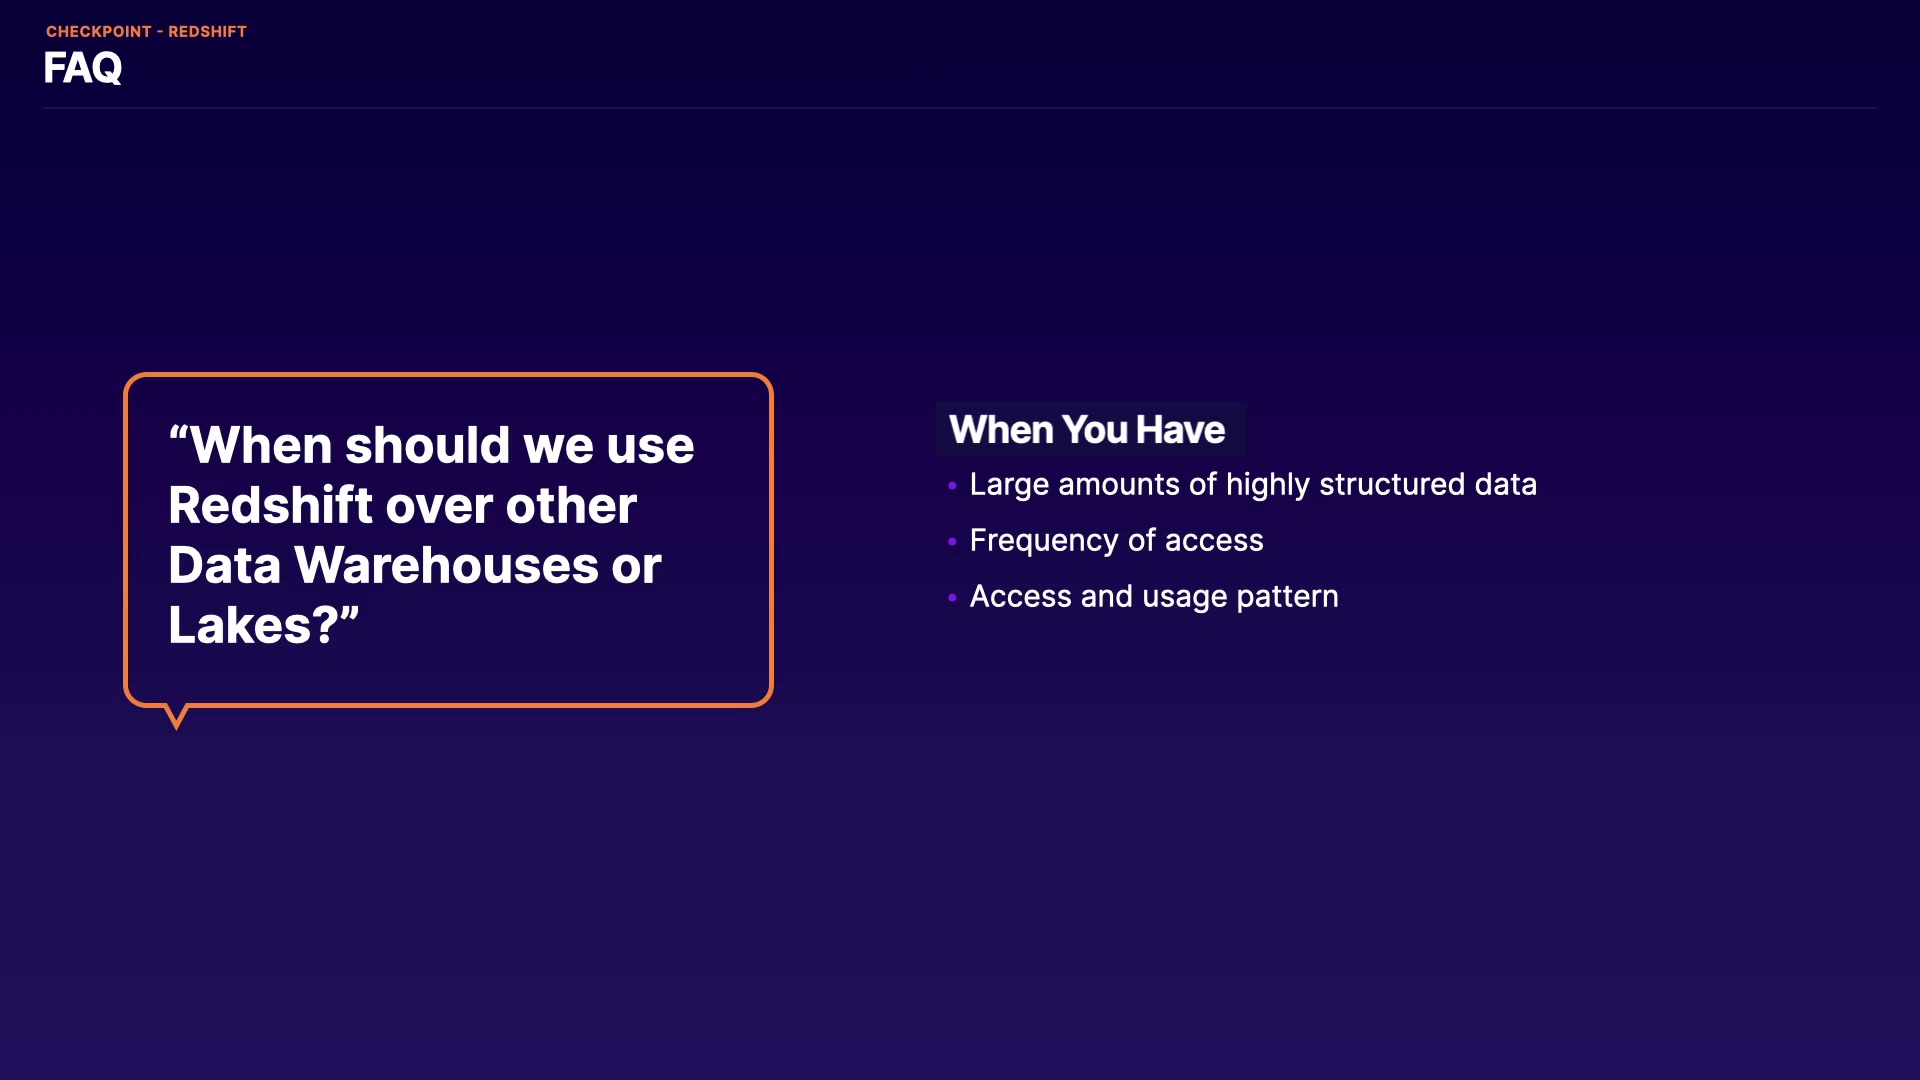 CHECKPOINT - REDSHIFT
FAQ
“When should we use
Redshift over other
Data Warehouses or
Lakes?”
When You Have
• Large amounts of highly structured data
• Frequency of access
• Access and usage pattern